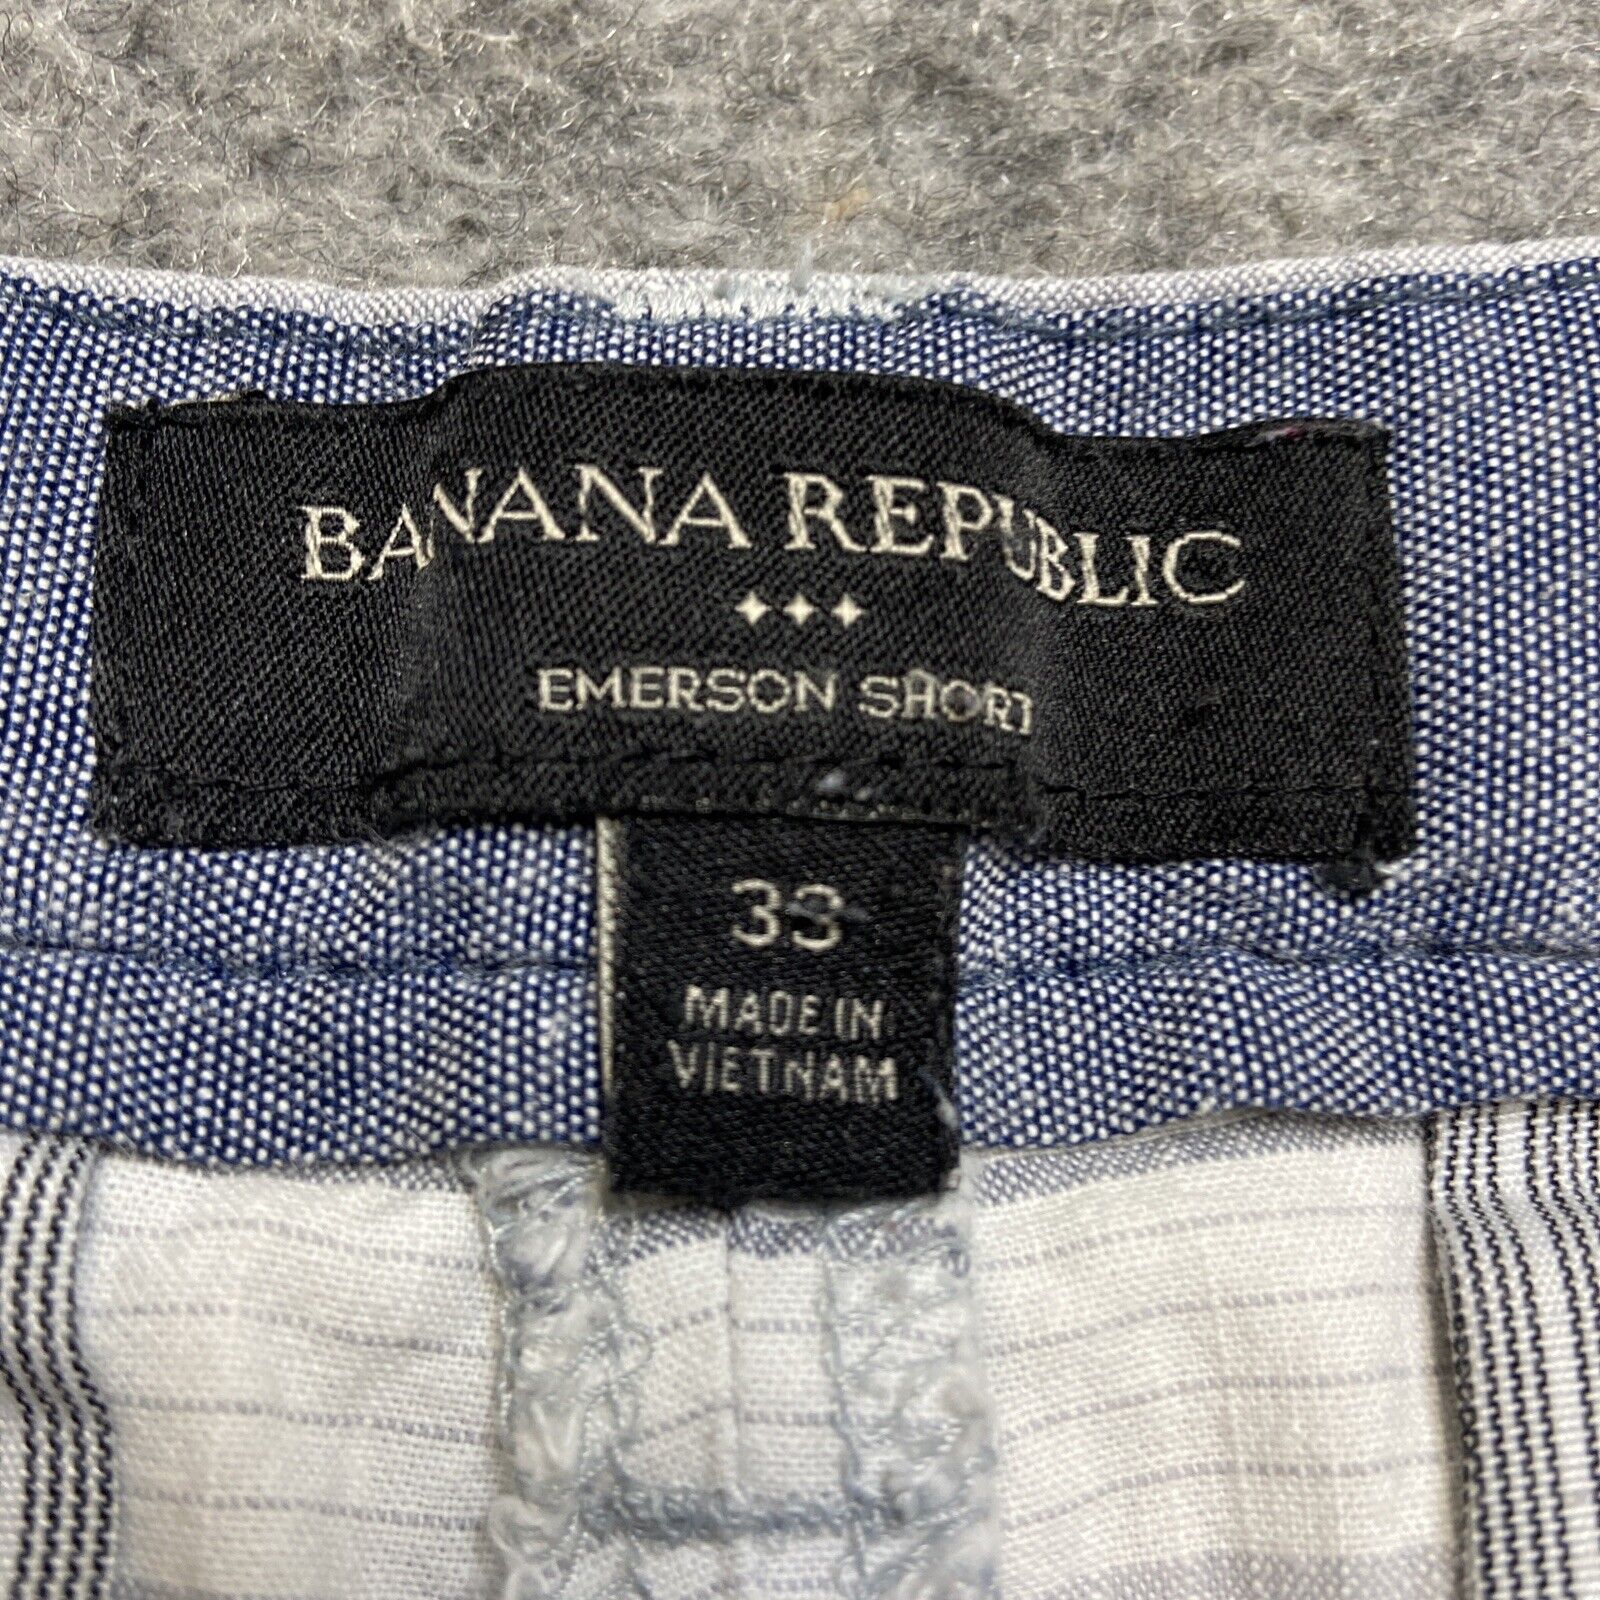 BANANA REPUBLIC
EMERSON SHORT
33
MADE IN
VIETNAM